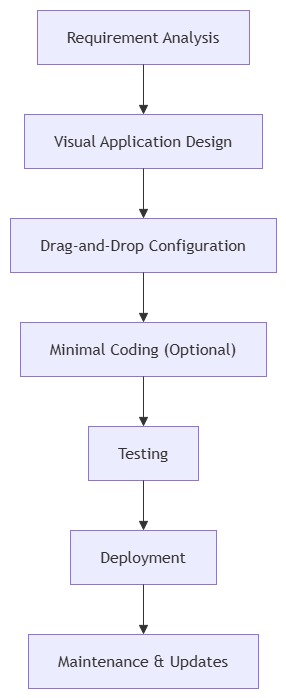 Requirement Analysis
Visual Application Design
Drag-and-Drop Configuration
Minimal Coding (Optional)
Testing
Deployment
Maintenance & Updates